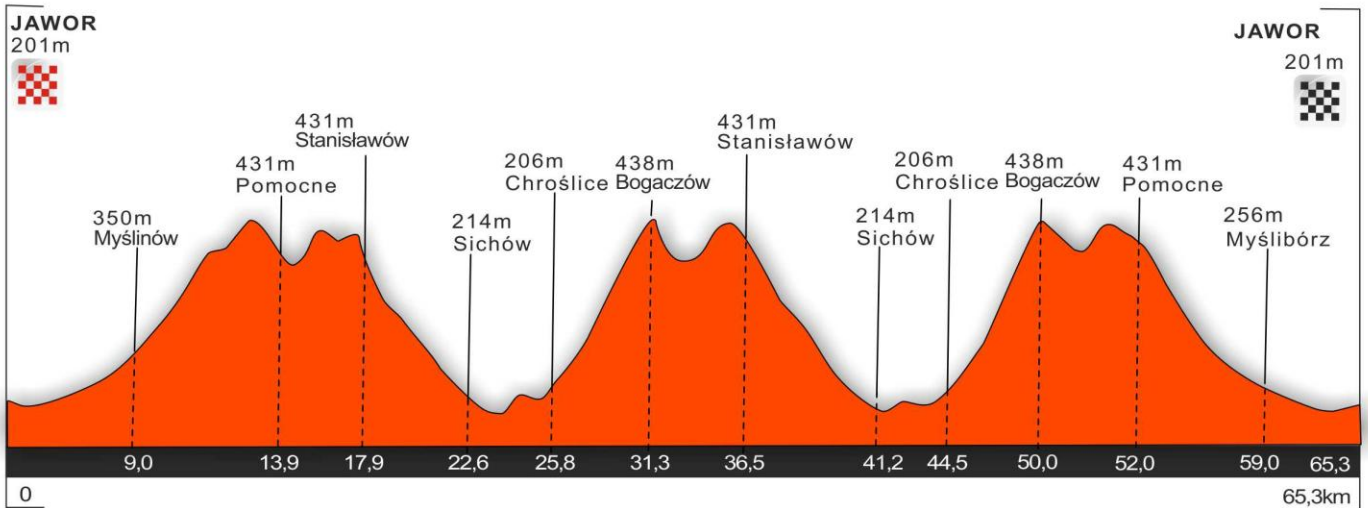 JAWOR
201m
350m
Myślinów
431m
Pomocne
431m
Stanisławów
214m
Sichów
206m
Chroślice
438m
Bogaczów
431m
Stanisławów
214m
Sichów
206m
Chroślice
438m
Bogaczów
431m
Pomocne
256m
Myślibórz
JAWOR
201m
9,0 13,9 17,9 22,6 25,8 31,3 36,5 41,2 44,5 50,0 52,0 59,0 65,3
0 65,3km